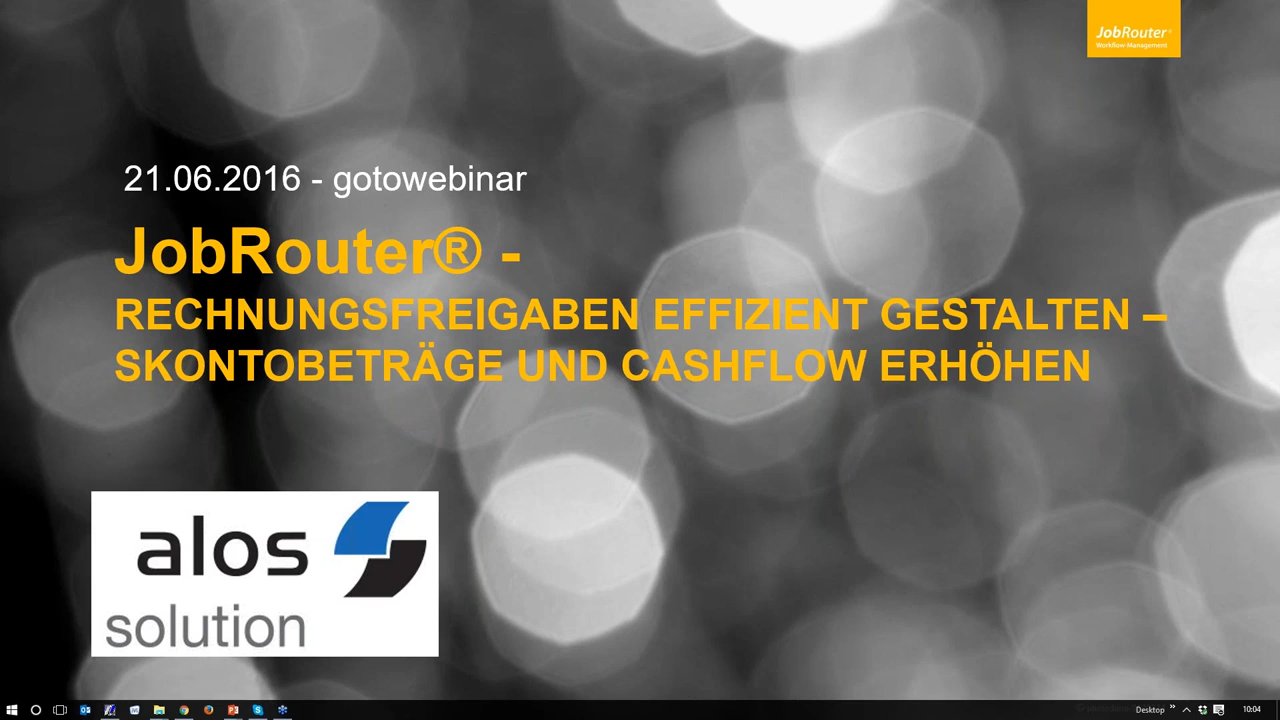 JobRouter®
Workflow-Management
21.06.2016 - gotowebinar
JobRouter® -
RECHNUNGSFREIGABEN EFFIZIENT GESTALTEN –
SKONTOBETRÄGE UND CASHFLOW ERHÖHEN
alos
solution
Desktop
10:04